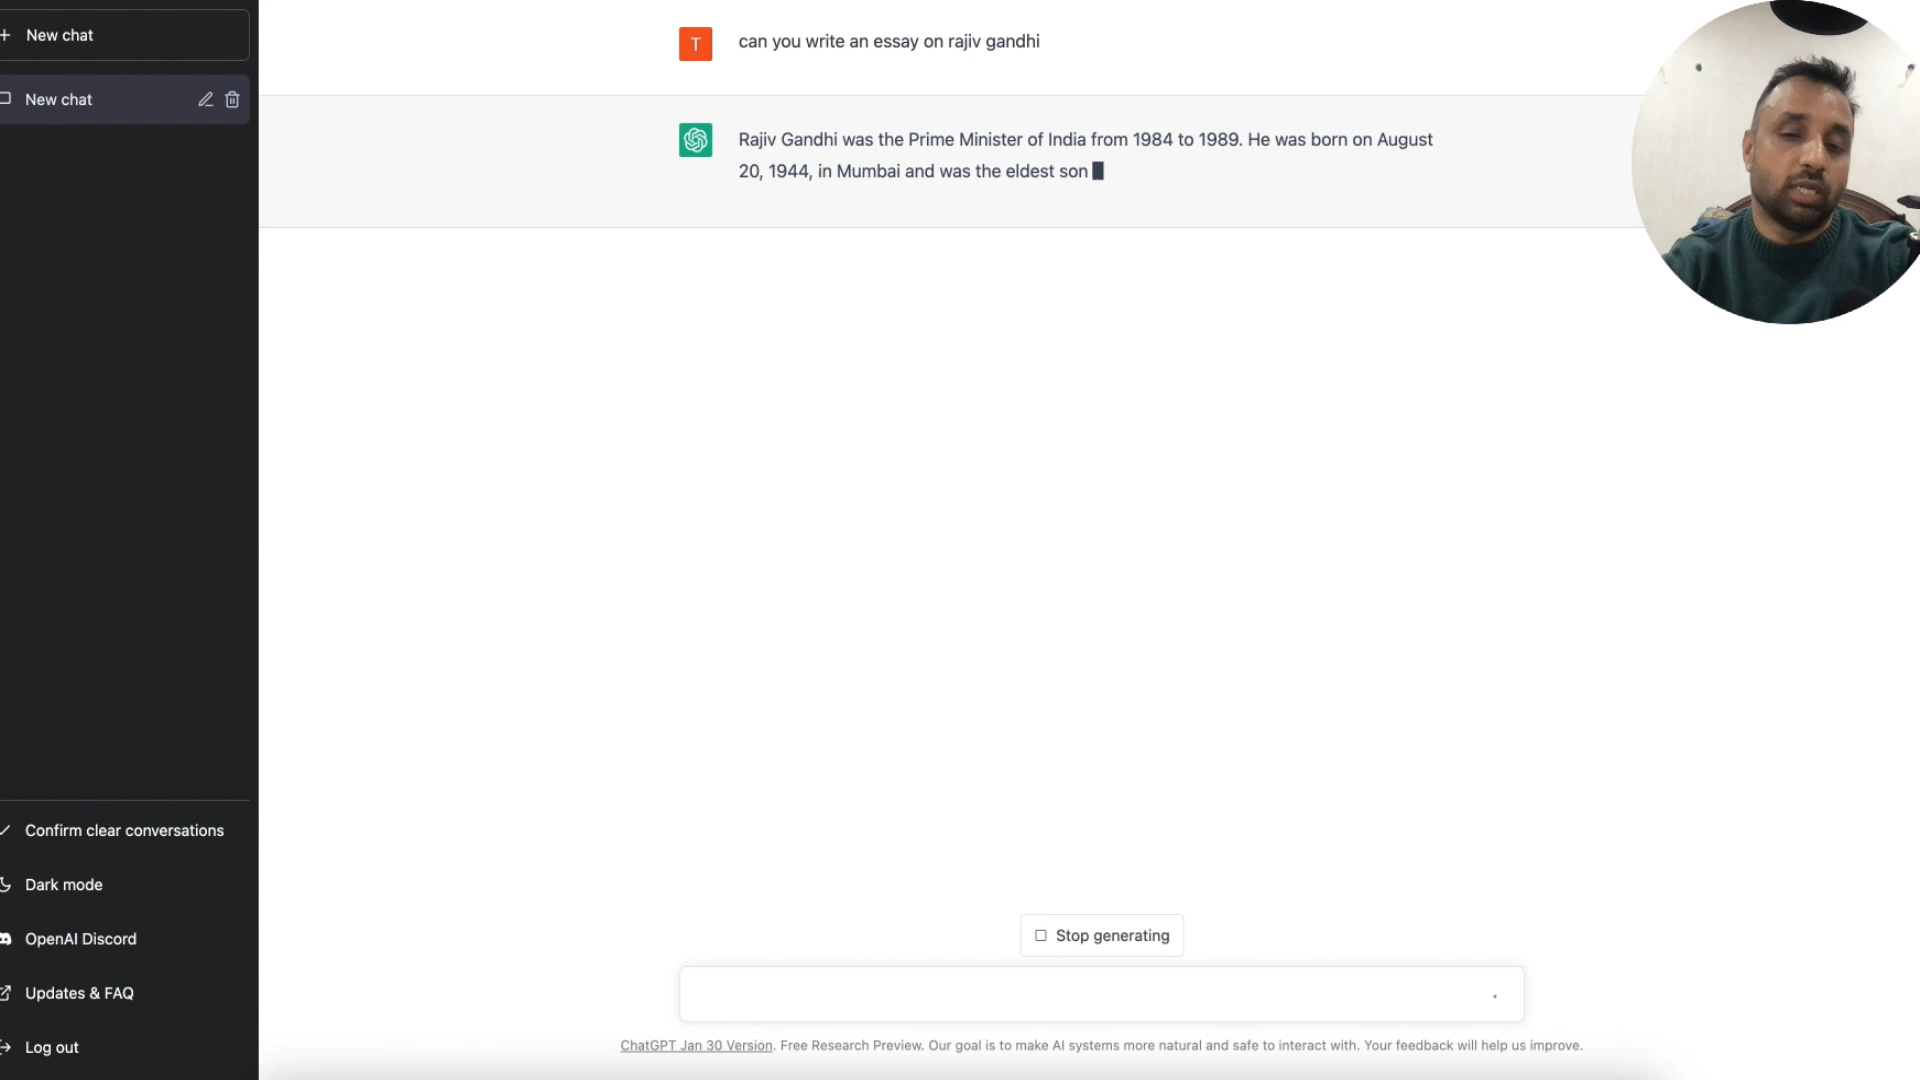 New chat
New chat
Confirm clear conversations
Dark mode
OpenAI Discord
Updates & FAQ
Log out
T
can you write an essay on rajiv gandhi
Rajiv Gandhi was the Prime Minister of India from 1984 to 1989. He was born on August
20, 1944, in Mumbai and was the eldest son
Stop generating
ChatGPT Jan 30 Version. Free Research Preview. Our goal is to make AI systems more natural and safe to interact with. Your feedback will help us improve.